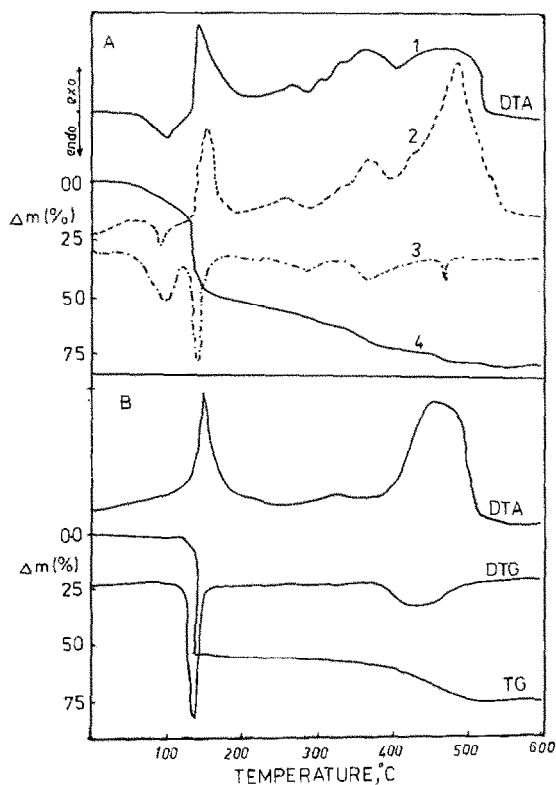 A
1
exo
endo
DTA
2
00
Δm(%)
25
3
50
4
75
B
DTA
00
Δm(%)
25
DTG
50
TG
75
100 200 300 400 500 600
TEMPERATURE,°C